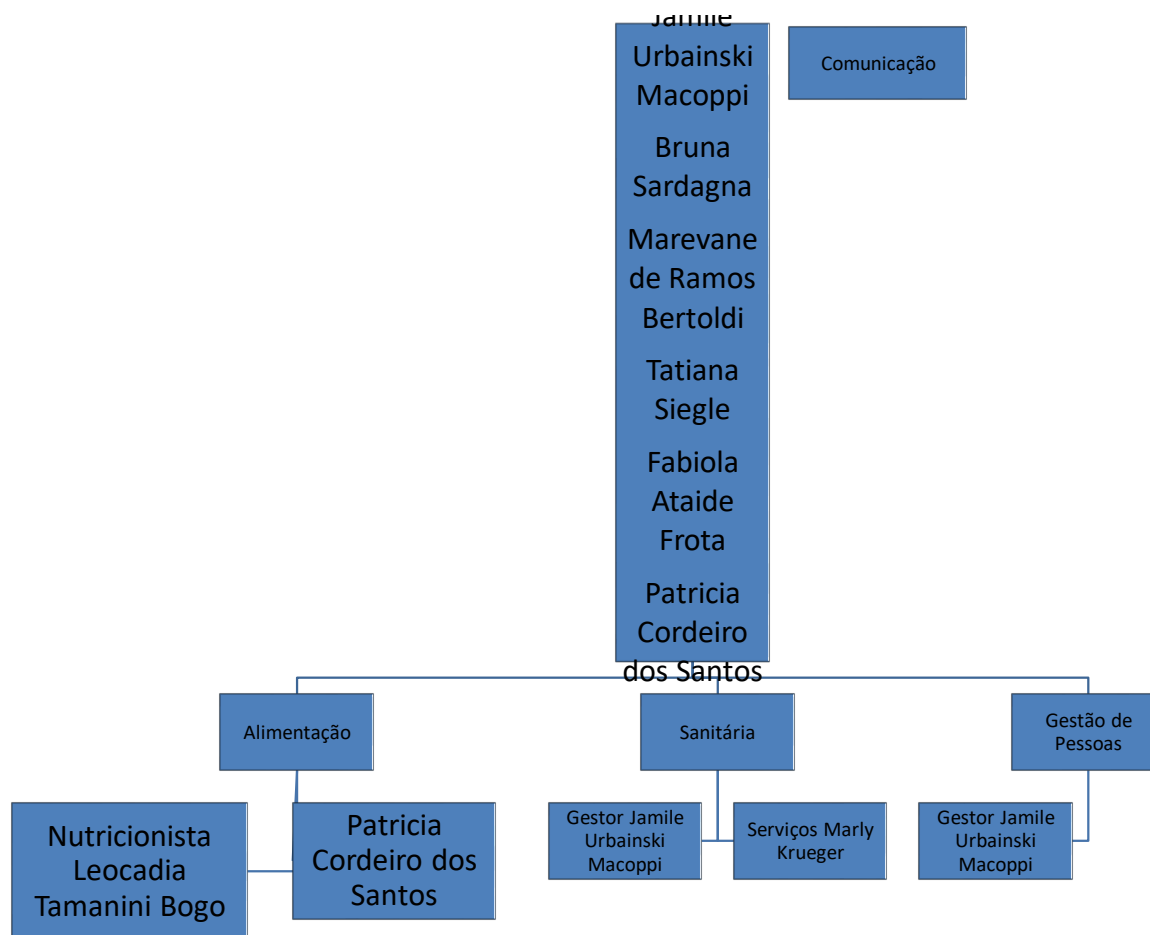 Jamile
Urbainski
Macoppi
Bruna
Sardagna
Marevane
de Ramos
Bertoldi
Tatiana
Siegle
Fabiola
Ataide
Frota
Patricia
Cordeiro
dos Santos
Comunicação
Alimentação
Sanitária
Gestão de
Pessoas
Nutricionista
Leocadia
Tamanini Bogo
Patricia
Cordeiro dos
Santos
Gestor Jamile
Urbainski
Macoppi
Serviços Marly
Krueger
Gestor Jamile
Urbainski
Macoppi